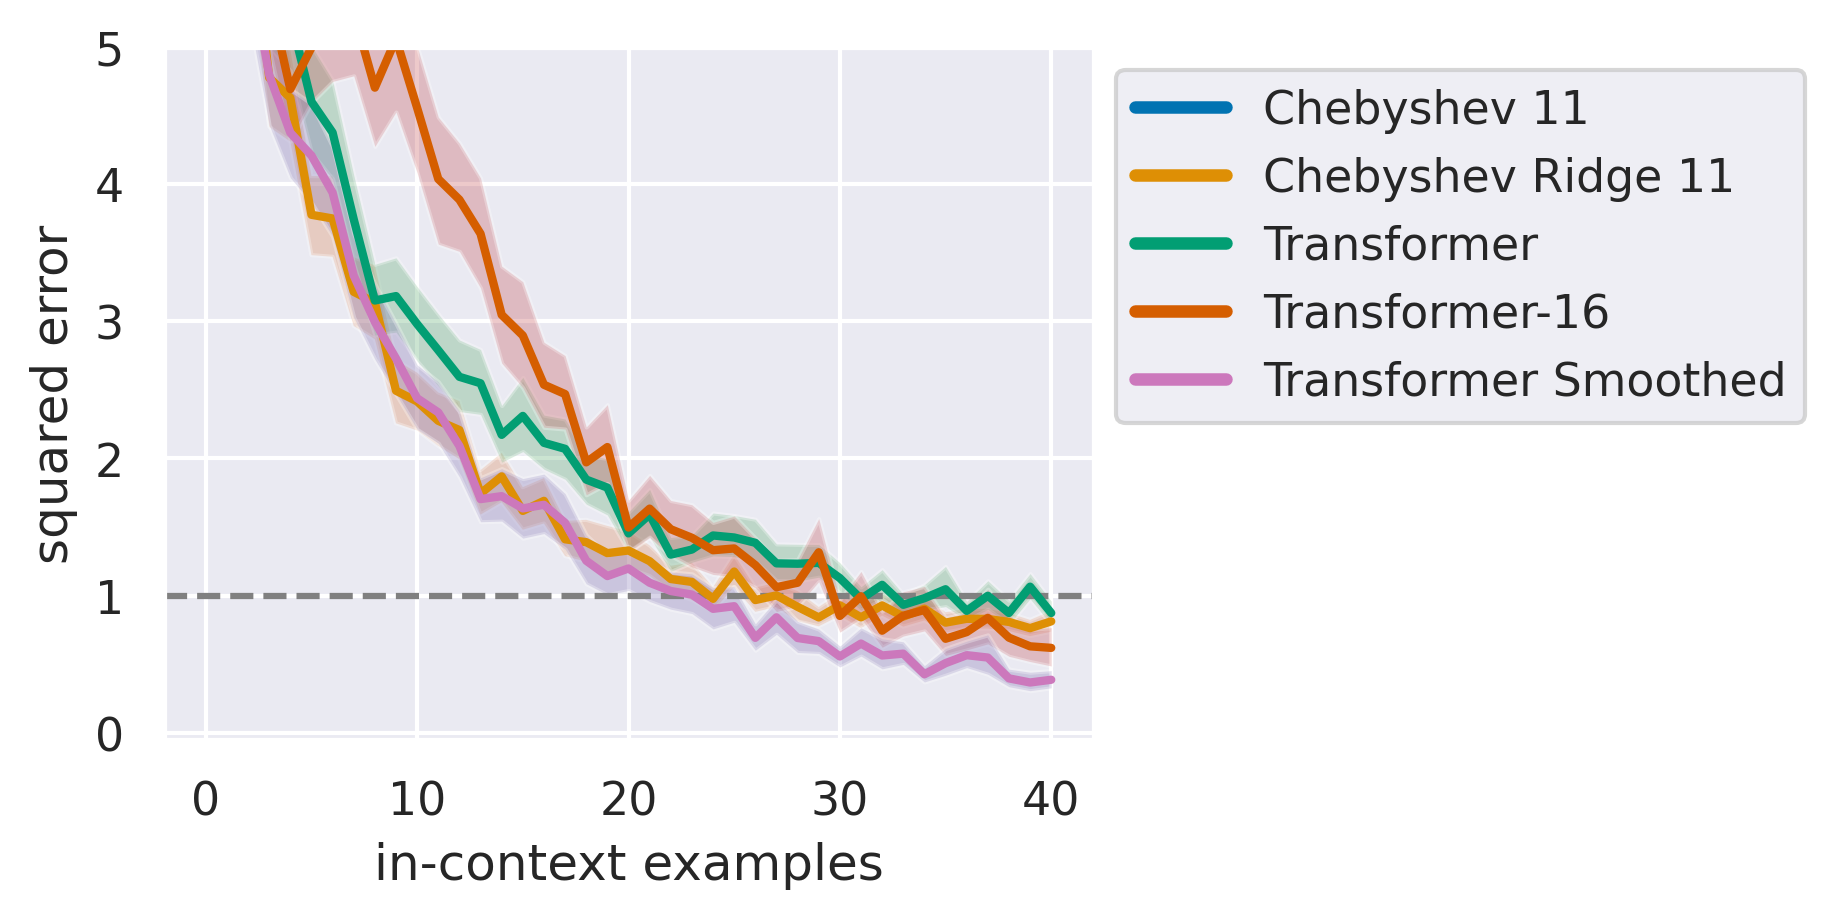 5
4
3
2
1
0
squared error
0 10 20 30 40
in-context examples
Chebyshev 11
Chebyshev Ridge 11
Transformer
Transformer-16
Transformer Smoothed